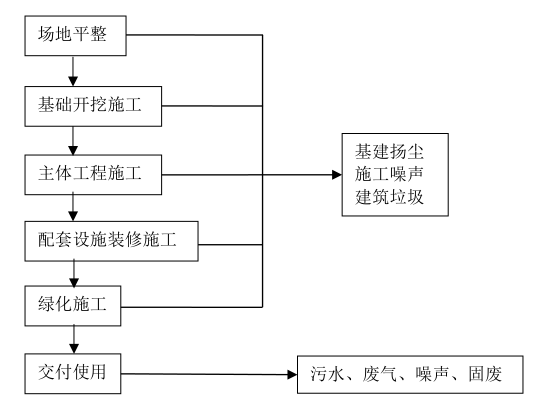 场地平整
基础开挖施工
主体工程施工
基建扬尘
施工噪声
建筑垃圾
配套设施装修施工
绿化施工
交付使用
污水、废气、噪声、固废